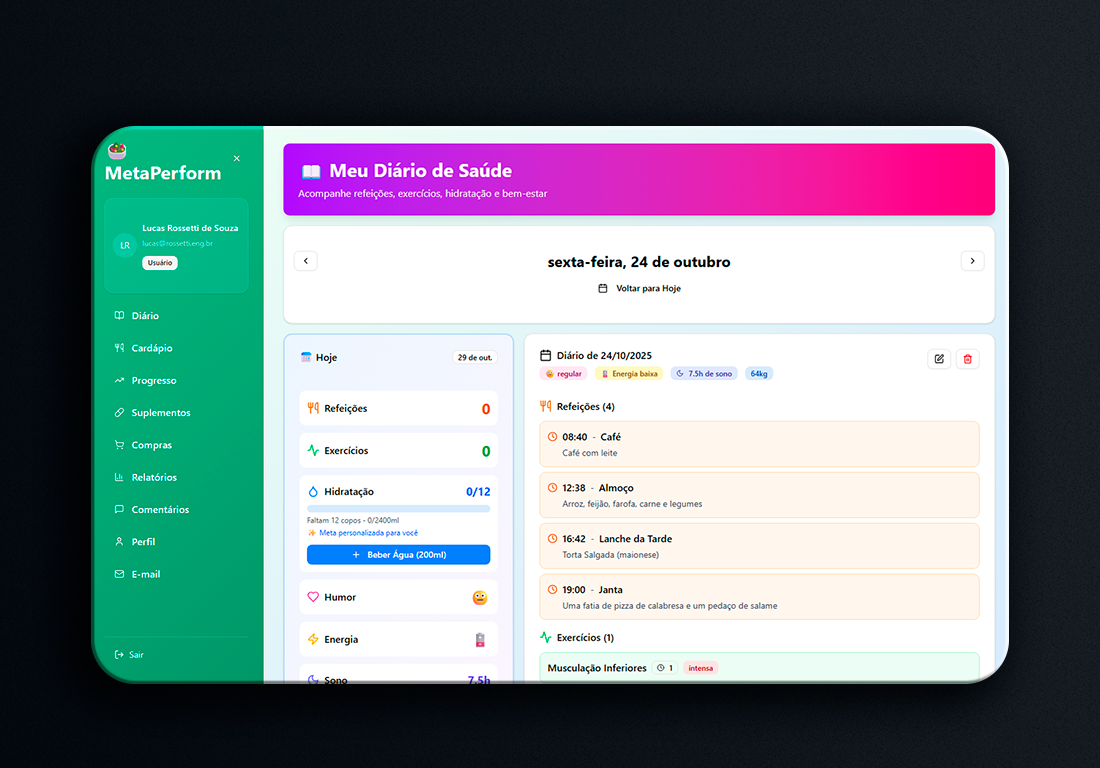 MetaPerform
LR
Lucas Rossetti de Souza
lucas@rossetti.eng.br
Usuário
Diário
Cardápio
Progresso
Suplementos
Compras
Relatórios
Comentários
Perfil
E-mail
Sair
Meu Diário de Saúde
Acompanhe refeições, exercícios, hidratação e bem-estar
sexta-feira, 24 de outubro
Voltar para Hoje
Hoje
29 de out.
Refeições
0
Exercícios
0
Hidratação
0/12
Faltam 12 copos - 0/2400ml
Meta personalizada para você
+ Beber Água (200ml)
Humor
Energia
Sono
7.5h
Diário de 24/10/2025
regular
Energia baixa
7.5h de sono
64kg
Refeições (4)
08:40 - Café
Café com leite
12:38 - Almoço
Arroz, feijão, farofa, carne e legumes
16:42 - Lanche da Tarde
Torta Salgada (maionese)
19:00 - Janta
Uma fatia de pizza de calabresa e um pedaço de salame
Exercícios (1)
Musculação Inferiores
1
intensa